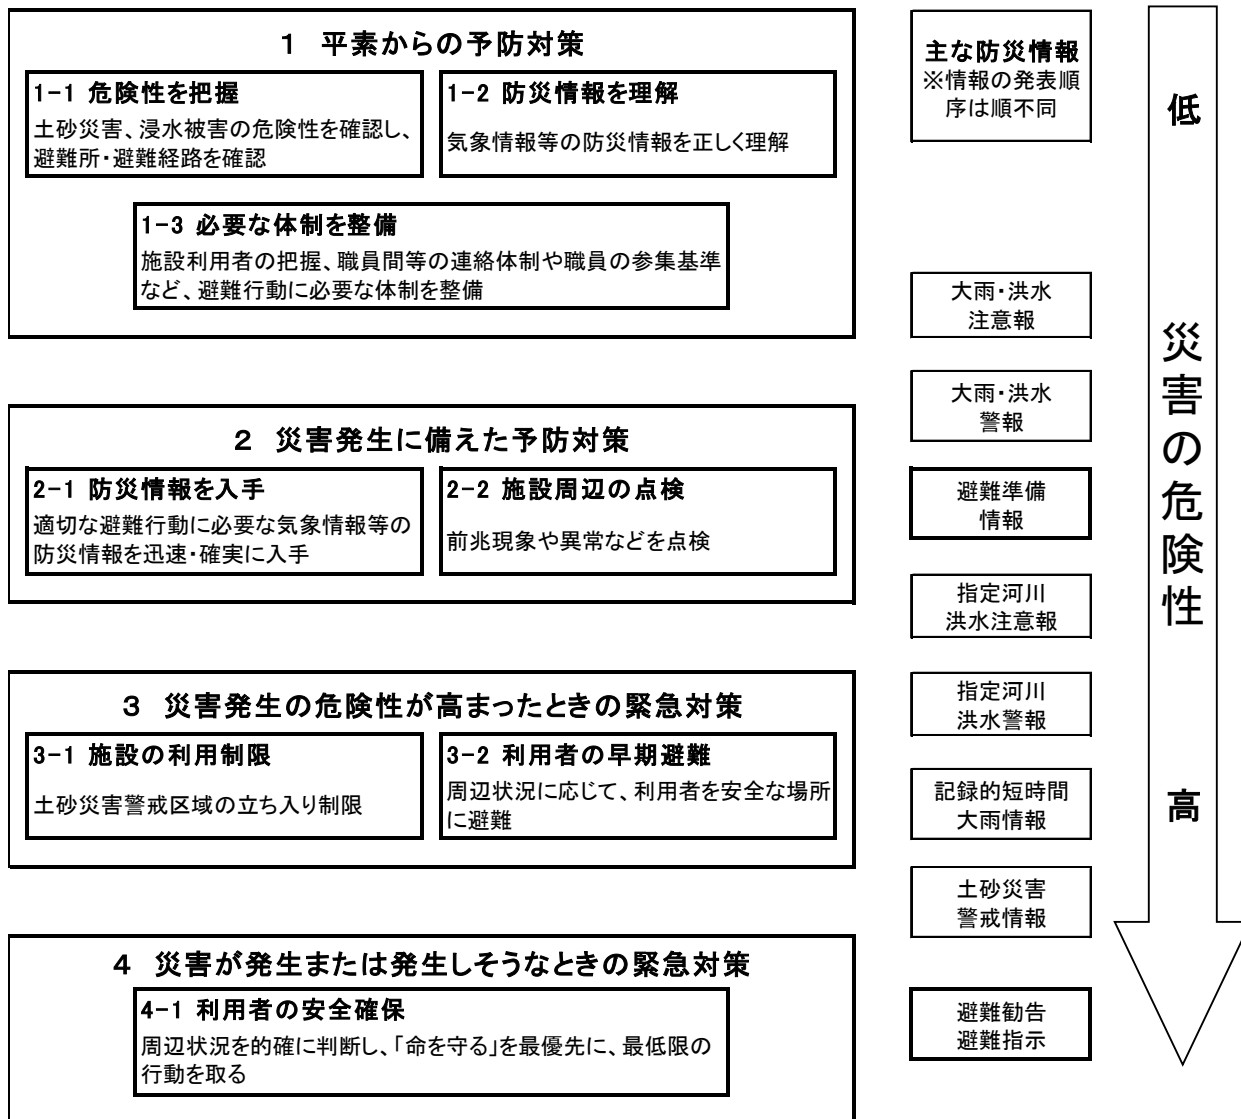 1 平素からの予防対策
1-1 危険性を把握
土砂災害、浸水被害の危険性を確認し、
避難所・避難経路を確認
1-2 防災情報を理解
気象情報等の防災情報を正しく理解
1-3 必要な体制を整備
施設利用者の把握、職員間等の連絡体制や職員の参集基準
など、避難行動に必要な体制を整備
2 災害発生に備えた予防対策
2-1 防災情報を入手
適切な避難行動に必要な気象情報等の
防災情報を迅速・確実に入手
2-2 施設周辺の点検
前兆現象や異常などを点検
3 災害発生の危険性が高まったときの緊急対策
3-1 施設の利用制限
土砂災害警戒区域の立ち入り制限
3-2 利用者の早期避難
周辺状況に応じて、利用者を安全な場所
に避難
4 災害が発生または発生しそうなときの緊急対策
4-1 利用者の安全確保
周辺状況を的確に判断し、「命を守る」を最優先に、最低限の
行動を取る
主な防災情報
※情報の発表順
序は順不同
大雨・洪水
注意報
大雨・洪水
警報
避難準備
情報
指定河川
洪水注意報
指定河川
洪水警報
記録的短時間
大雨情報
土砂災害
警戒情報
避難勧告
避難指示
低
災害の危険性
高